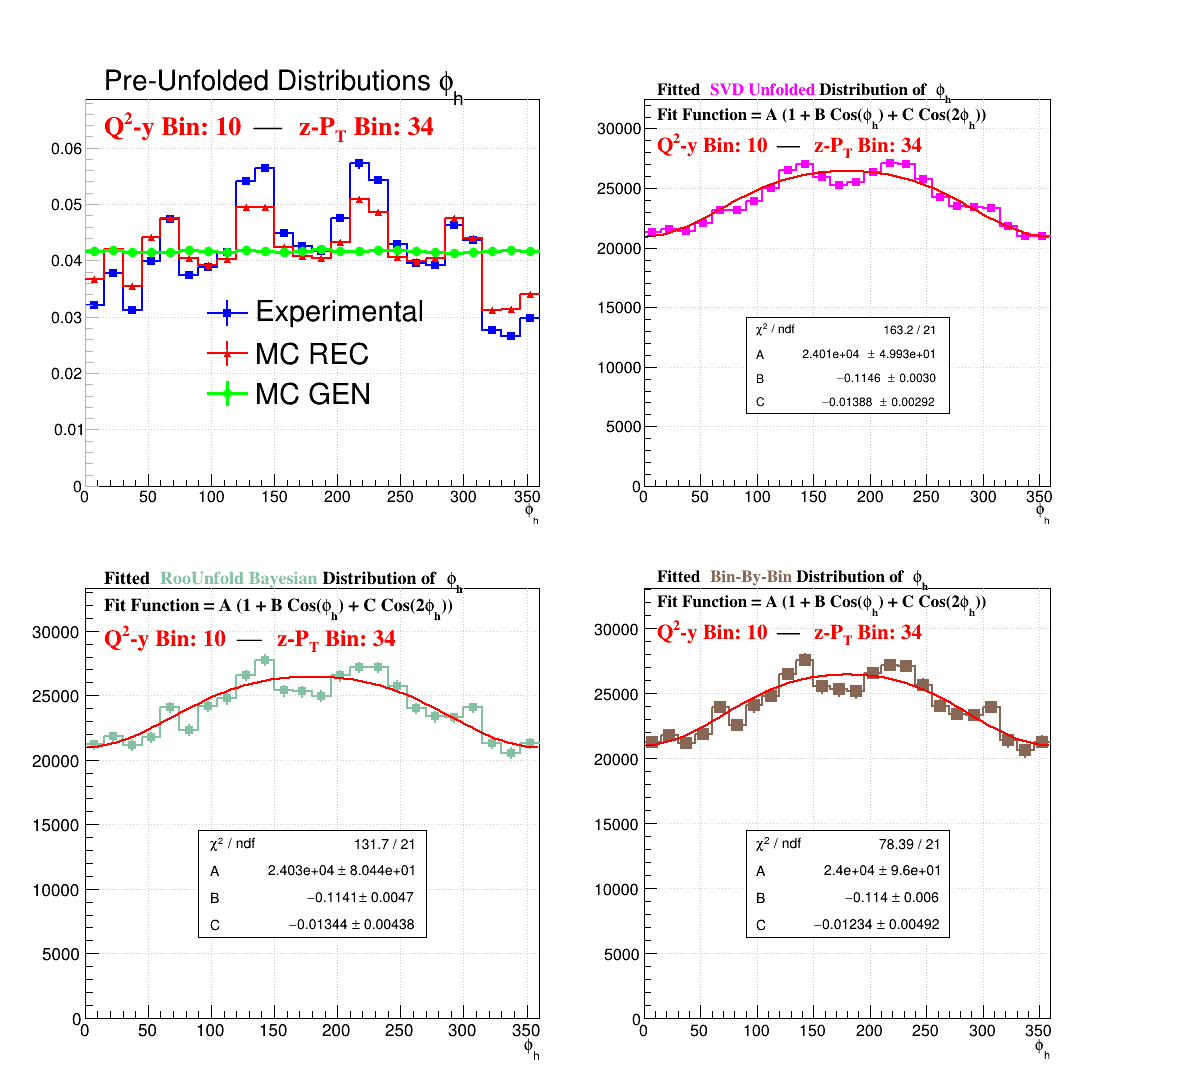 Pre-Unfolded Distributions ϕh
Q²-y Bin: 10 — z-PT Bin: 34
0.06
0.05
0.04
0.03
0.02
0.01
0
Experimental
MC REC
MC GEN
0 50 100 150 200 250 300 350
ϕh
Fitted SVD Unfolded Distribution of ϕh
Fit Function = A (1 + B Cos(ϕh) + C Cos(2ϕh))
Q²-y Bin: 10 — z-PT Bin: 34
30000
25000
20000
15000
10000
5000
0
χ² / ndf 163.2 / 21
A 2.401e+04 ± 4.993e+01
B −0.1146 ± 0.0030
C −0.01388 ± 0.00292
0 50 100 150 200 250 300 350
ϕh
Fitted RooUnfold Bayesian Distribution of ϕh
Fit Function = A (1 + B Cos(ϕh) + C Cos(2ϕh))
Q²-y Bin: 10 — z-PT Bin: 34
30000
25000
20000
15000
10000
5000
0
χ² / ndf 131.7 / 21
A 2.403e+04 ± 8.044e+01
B −0.1141 ± 0.0047
C −0.01344 ± 0.00438
0 50 100 150 200 250 300 350
ϕh
Fitted Bin-By-Bin Distribution of ϕh
Fit Function = A (1 + B Cos(ϕh) + C Cos(2ϕh))
Q²-y Bin: 10 — z-PT Bin: 34
30000
25000
20000
15000
10000
5000
0
χ² / ndf 78.39 / 21
A 2.4e+04 ± 9.6e+01
B −0.114 ± 0.006
C −0.01234 ± 0.00492
0 50 100 150 200 250 300 350
ϕh